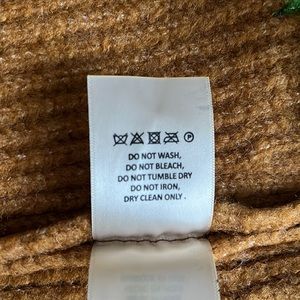 P
DO NOT WASH,
DO NOT BLEACH,
DO NOT TUMBLE DRY
DO NOT IRON,
DRY CLEAN ONLY .